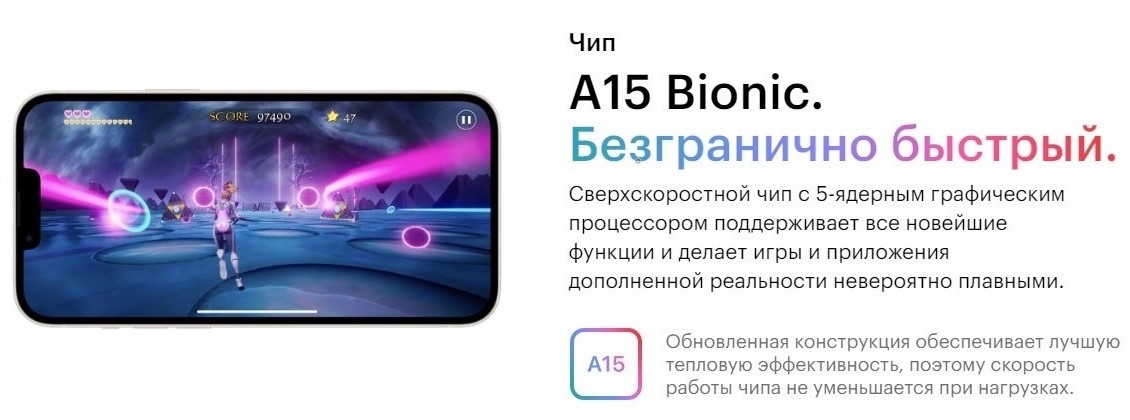 SCORE 97490
47
Чип
A15 Bionic.
Безгранично быстрый.
Сверхскоростной чип с 5-ядерным графическим
процессором поддерживает все новейшие
функции и делает игры и приложения
дополненной реальности невероятно плавными.
A15
Обновленная конструкция обеспечивает лучшую
тепловую эффективность, поэтому скорость
работы чипа не уменьшается при нагрузках.